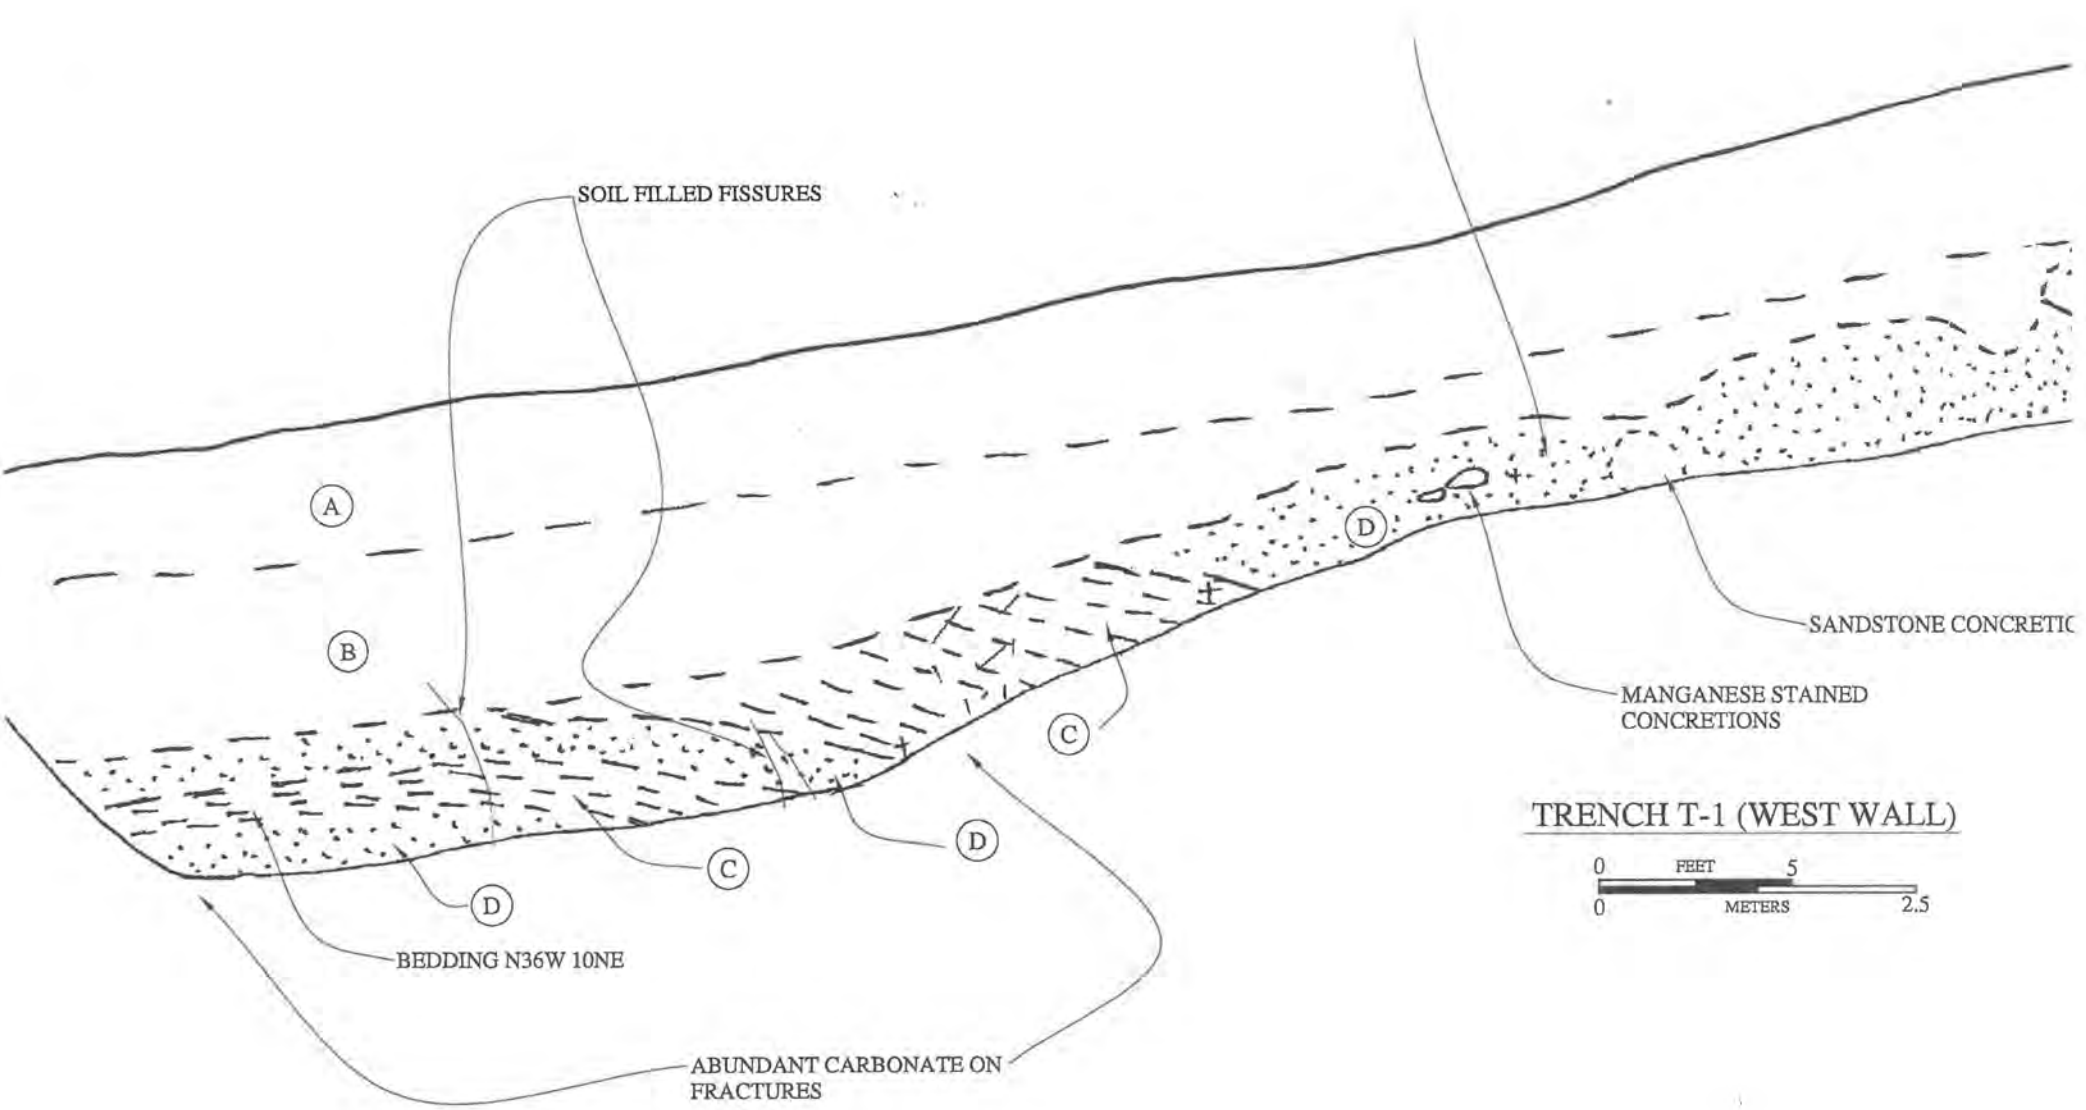 SOIL FILLED FISSURES
A
B
D
SANDSTONE CONCRETIC
MANGANESE STAINED
CONCRETIONS
C
D
C
D
BEDDING N36W 10NE
ABUNDANT CARBONATE ON
FRACTURES
TRENCH T-1 (WEST WALL)
0 FEET 5
0 METERS 2.5